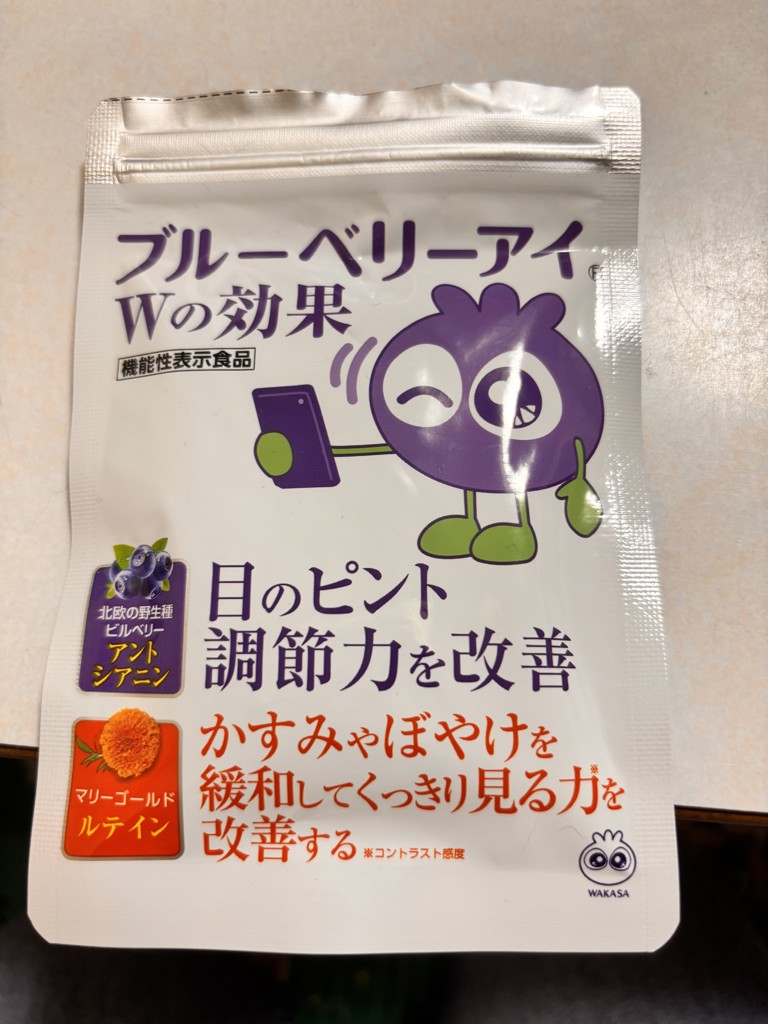 ブルーベリーアイ
Wの効果
機能性表示食品
北欧の野生種
ビルベリー
アント
シアニン
目のピント
調節力を改善
マリーゴールド
ルテイン
かすみやぼやけを
緩和してくっきり見る力※を
改善する ※コントラスト感度
WAKASA